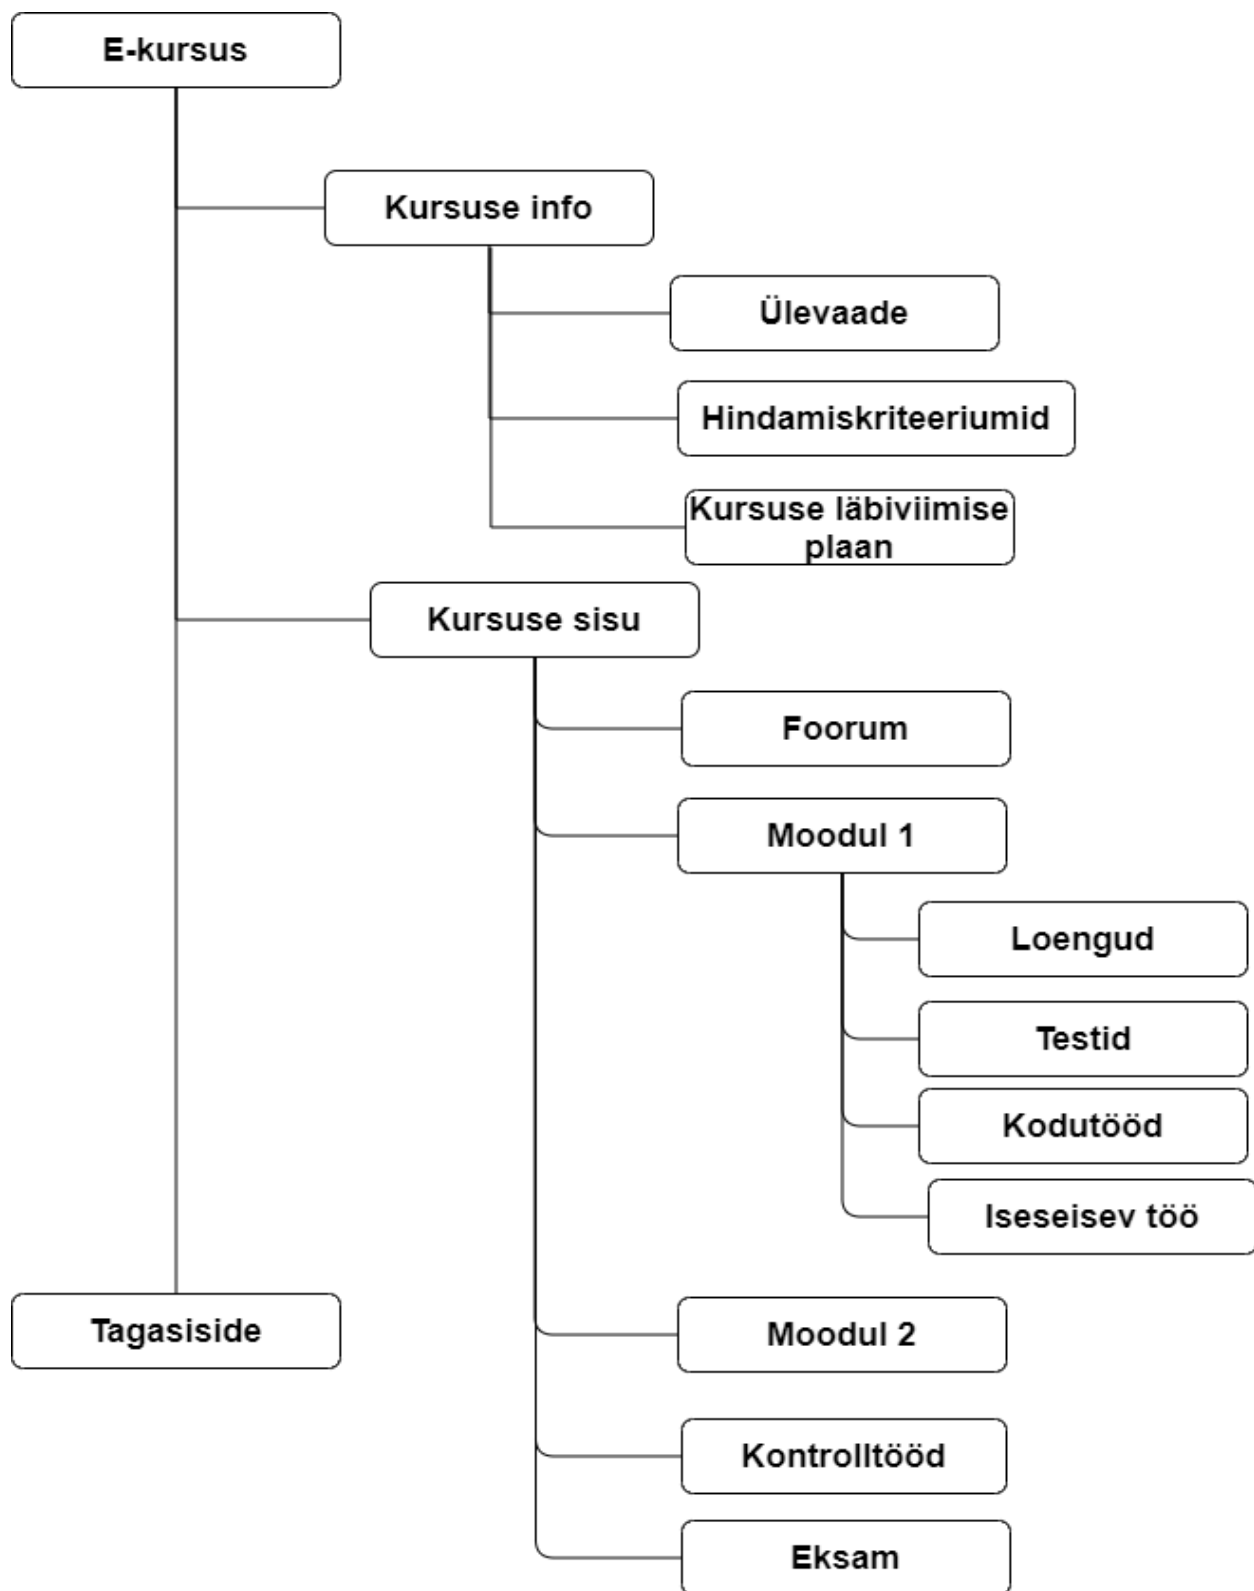 E-kursus
Kursuse info
Ülevaade
Hindamiskriteeriumid
Kursuse läbiviimise
plaan
Kursuse sisu
Foorum
Moodul 1
Loengud
Testid
Kodutööd
Iseseisev töö
Tagasiside
Moodul 2
Kontrolltööd
Eksam